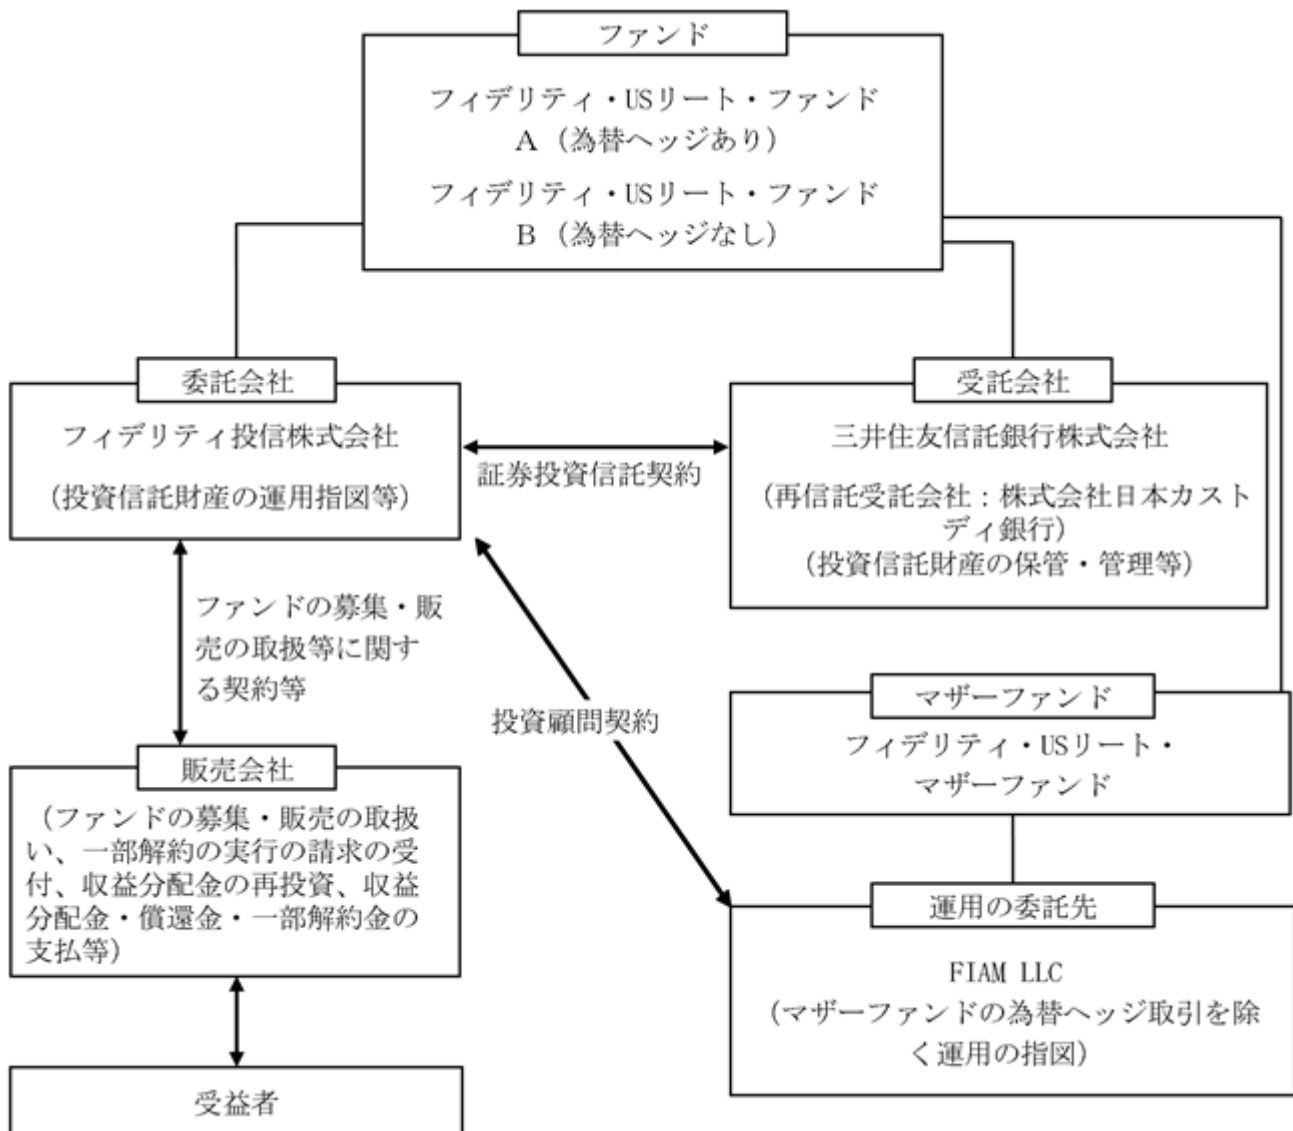 ファンド
フィデリティ・USリート・ファンド
A（為替ヘッジあり）
フィデリティ・USリート・ファンド
B（為替ヘッジなし）
委託会社
フィデリティ投信株式会社
（投資信託財産の運用指図等）
証券投資信託契約
受託会社
三井住友信託銀行株式会社
（再信託受託会社：株式会社日本カスト
ディ銀行）
（投資信託財産の保管・管理等）
ファンドの募集・販
売の取扱等に関す
る契約等
投資顧問契約
マザーファンド
フィデリティ・USリート・
マザーファンド
販売会社
（ファンドの募集・販売の取扱
い、一部解約の実行の請求の受
付、収益分配金の再投資、収益
分配金・償還金・一部解約金の
支払等）
運用の委託先
FIAM LLC
（マザーファンドの為替ヘッジ取引を除
く運用の指図）
受益者